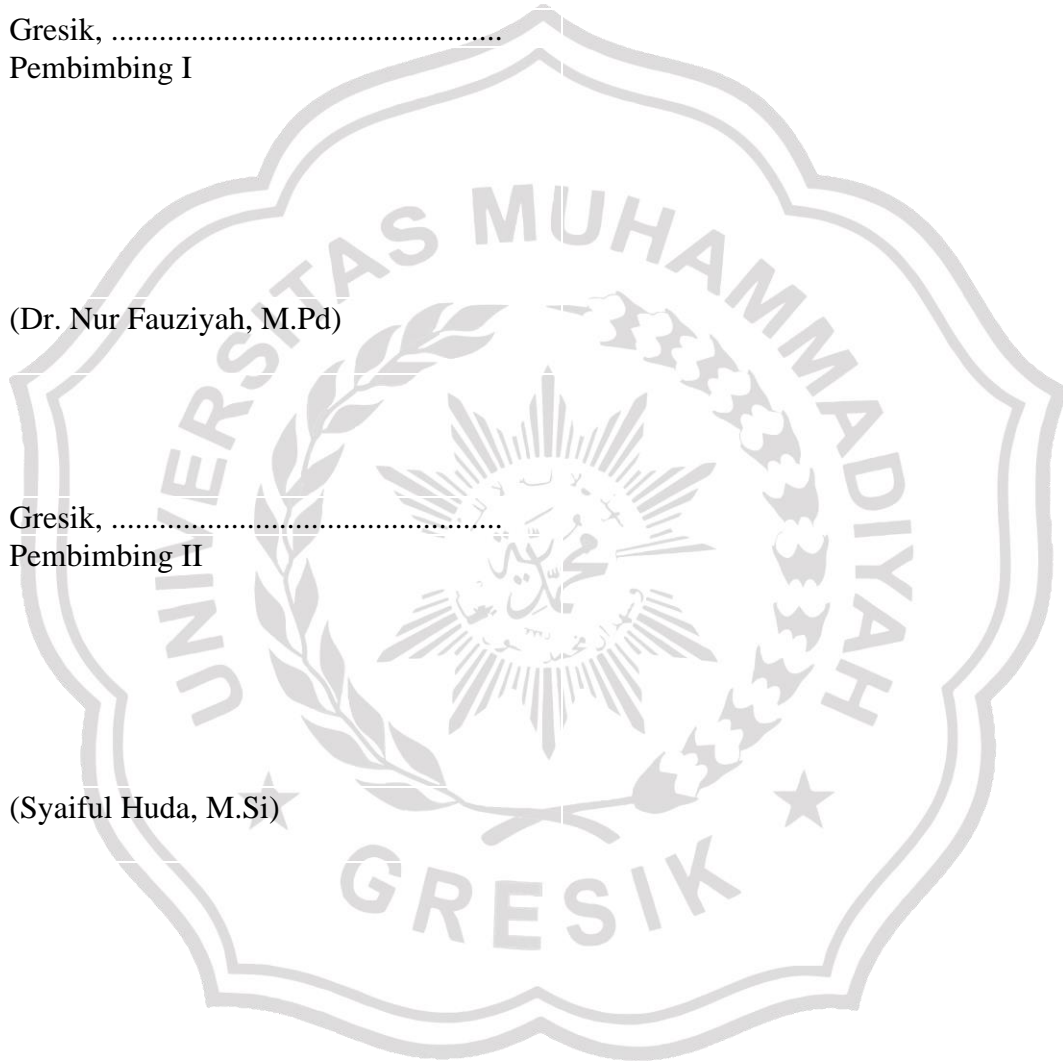 Gresik, .................................................
Pembimbing I
UNIVERSITAS MUHAMMADIYAH
(Dr. Nur Fauziyah, M.Pd)
Gresik, .................................................
Pembimbing II
(Syaiful Huda, M.Si)
GRESIK